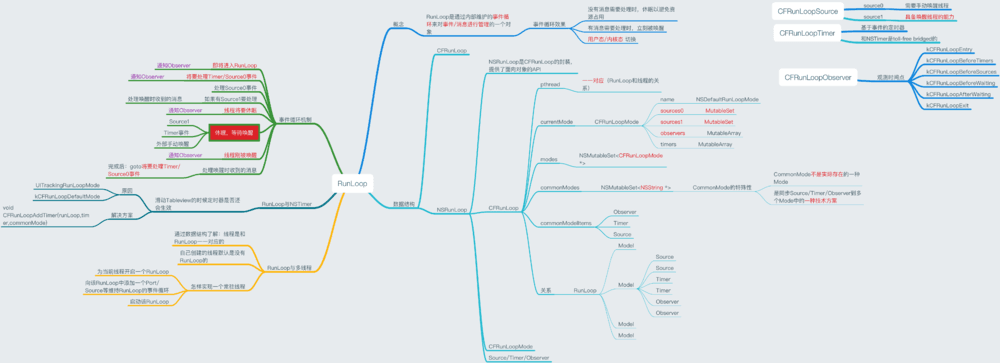 RunLoop
概念
RunLoop是通过内部维护的事件循
环来对事件/消息进行管理的一个对
象
事件循环效果
没有消息需要处理时，休眠以避免资
源占用
有消息需要处理时，立刻被唤醒
用户态/内核态 切换
数据结构
CFRunLoop
NSRunLoop
NSRunLoop是CFRunLoop的封装，
提供了面向对象的API
CFRunLoop
pthread
一一对应（RunLoop和线程的关
系）
currentMode
CFRunLoopMode
name
NSDefaultRunLoopMode
sources0
MutableSet
sources1
MutableSet
observers
MutableArray
timers
MutableArray
modes
NSMutableSet<CFRunLoopMode
*>
commonModes
NSMutableSet<NSString *>
CommonMode的特殊性
CommonMode不是实际存在的一种
Mode
是同步Source/Timer/Observer到多
个Mode中的一种技术方案
commonModeItems
Observer
Timer
Source
关系
RunLoop
Model
Model
Source
Source
Timer
Timer
Observer
Observer
Model
Model
CFRunLoopMode
Source/Timer/Observer
事件循环机制
通知Observer
即将进入RunLoop
通知Observer
将要处理Timer/Source0事件
处理Source0事件
处理唤醒时收到的消息
如果有Source1要处理
通知Observer
线程将要休眠
休眠，等待唤醒
Source1
Timer事件
外部手动唤醒
通知Observer
线程刚被唤醒
处理唤醒时收到的消息
完成后：goto将要处理Timer/
Source0事件
RunLoop与NSTimer
滑动Tableview的时候定时器是否还
会生效
原因
UITrackingRunLoopMode
kCFRunLoopDefaultMode
解决方案
void
CFRunLoopAddTimer(runLoop,tim
er,commonMode)
RunLoop与多线程
通过数据结构了解：线程是和
RunLoop一一对应的
自己创建的线程默认是没有
RunLoop的
怎样实现一个常驻线程
为当前线程开启一个RunLoop
向该RunLoop中添加一个Port/
Source等维持RunLoop的事件循环
启动该RunLoop
CFRunLoopSource
source0
需要手动唤醒线程
source1
具备唤醒线程的能力
CFRunLoopTimer
基于事件的定时器
和NSTimer是toll-free bridged的
CFRunLoopObserver
观测时间点
kCFRunLoopEntry
kCFRunLoopBeforeTimers
kCFRunLoopBeforeSources
kCFRunLoopBeforeWaiting
kCFRunLoopAfterWaiting
kCFRunLoopExit